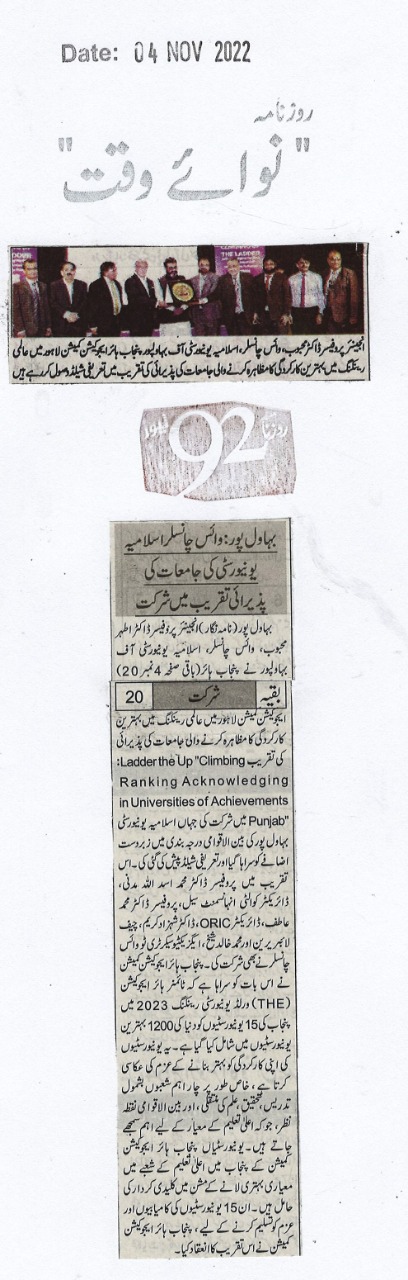 Date: 04 NOV 2022
روزنامہ
"نوائے وقت"
CLIMBING UP
THE LADDER
انجینئر پروفیسر ڈاکٹر محبوب، وائس چانسلر، اسلامیہ یونیورسٹی آف بہاولپور پنجاب ہائر ایجوکیشن کمیشن لاہور میں عالمی
رینکنگ میں بہترین کارکردگی کا مظاہرہ کرنے والی جامعات کی پذیرائی کی تقریب میں تعریفی شیلڈ وصول کر رہے ہیں
روزنامہ 92 نیوز
بہاول پور: وائس چانسلر اسلامیہ
یونیورسٹی کی جامعات کی
پذیرائی تقریب میں شرکت
بہاول پور (نامہ نگار) انجینئر پروفیسر ڈاکٹر اطہر
محبوب، وائس چانسلر، اسلامیہ یونیورسٹی آف
بہاولپور نے پنجاب ہائر (باقی صفحہ 4 نمبر 20)
بقیہ شرکت 20
ایجوکیشن کمیشن لاہور میں عالمی رینکنگ میں بہترین
کارکردگی کا مظاہرہ کرنے والی جامعات کی پذیرائی
کی تقریب Ladder the Up "Climbing:
Ranking Acknowledging
in Universities of Achievements
Punjab" میں شرکت کی جہاں اسلامیہ یونیورسٹی
بہاول پور کی بین الاقوامی درجہ بندی میں زبردست
اضافے کو سراہا گیا اور تعریفی شیلڈ پیش کی گئی۔ اس
تقریب میں پروفیسر ڈاکٹر محمد اسد اللہ مدنی،
ڈائریکٹر کوالٹی انہانسمنٹ سیل، پروفیسر ڈاکٹر محمد
عاطف، ڈائریکٹر ORIC، ڈاکٹر شہزاد کریم، چیف
لائبریرین اور محمد خالد شیخ، ایگزیکٹیو سیکرٹری ٹو وائس
چانسلر نے بھی شرکت کی۔ پنجاب ہائر ایجوکیشن کمیشن
نے اس بات کو سراہا ہے کہ ٹائمز ہائر ایجوکیشن
(THE) ورلڈ یونیورسٹی رینکنگ 2023 میں
پنجاب کی 15 یونیورسٹیوں کو دنیا کی 1200 بہترین
یونیورسٹیوں میں شامل کیا گیا ہے۔ یہ یونیورسٹیوں
کی اپنی کارکردگی کو بہتر بنانے کے عزم کی عکاسی
کرتا ہے، خاص طور پر چار اہم شعبوں بشمول
تدریس، تحقیق، علم کی منتقلی، اور بین الاقوامی نقطہ
نظر، جو کہ اعلیٰ تعلیم کے معیار کے لیے اہم سمجھے
جاتے ہیں۔ یونیورسٹیاں پنجاب ہائر ایجوکیشن
کمیشن کے پنجاب میں اعلیٰ تعلیم کے شعبے میں
معیاری بہتری لانے کے مشن میں کلیدی کردار کی
حامل ہیں۔ ان 15 یونیورسٹیوں کی کامیابیوں اور
عزم کو تسلیم کرنے کے لیے، پنجاب ہائر ایجوکیشن
کمیشن نے اس تقریب کا انعقاد کیا۔